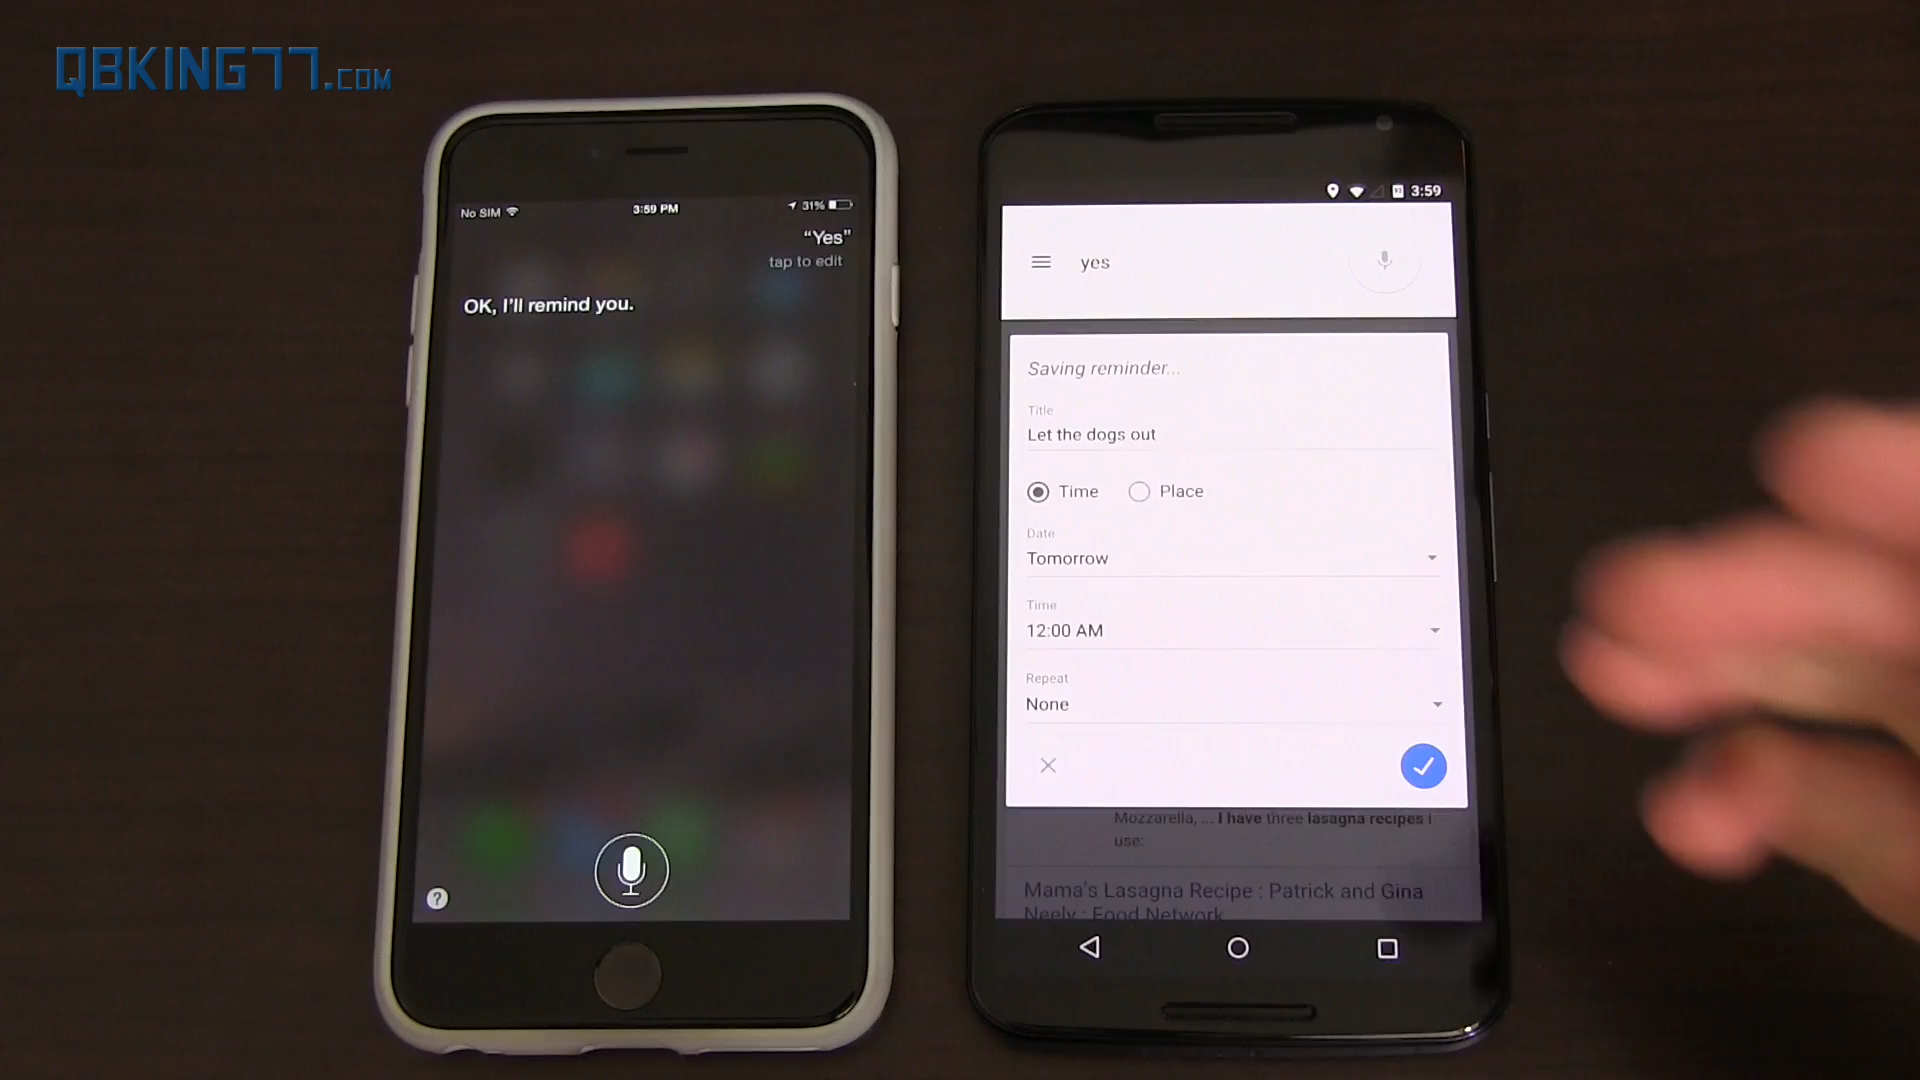 QBKING77.COM
No SIM
3:59 PM
31%
“Yes”
tap to edit
OK, I’ll remind you.
?
3:59
yes
Saving reminder...
Title
Let the dogs out
Time
Place
Date
Tomorrow
Time
12:00 AM
Repeat
None
Mozzarella, ... I have three lasagna recipes I
use:
Mama's Lasagna Recipe : Patrick and Gina
Neely : Food Network